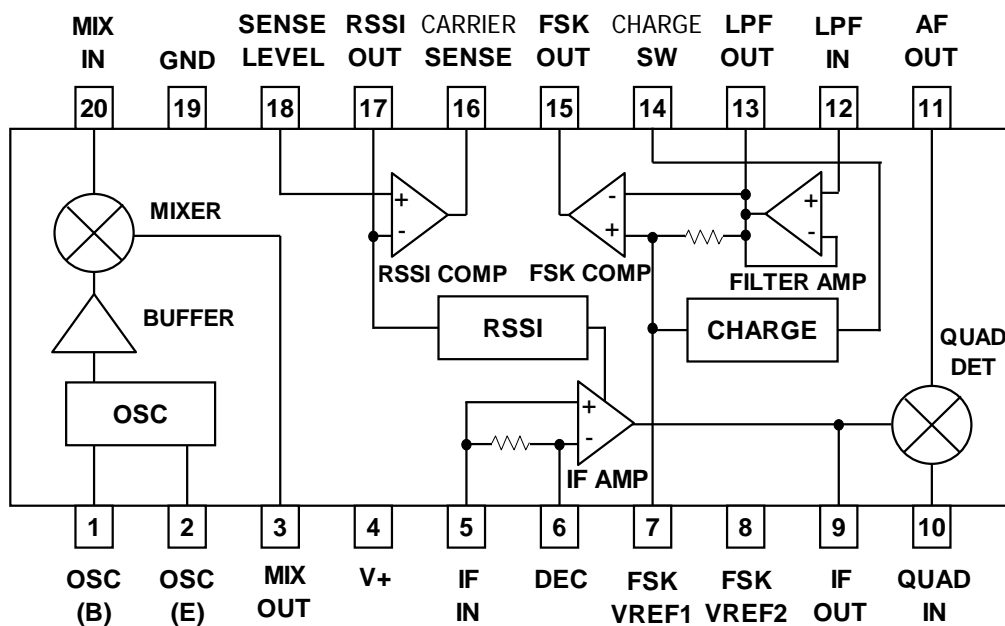 MIX IN
GND
SENSE LEVEL
RSSI OUT
CARRIER SENSE
FSK OUT
CHARGE SW
LPF OUT
LPF IN
AF OUT
20 19 18 17 16 15 14 13 12 11
MIXER
+
-
RSSI COMP
-
+
FSK COMP
+
-
FILTER AMP
BUFFER
RSSI
CHARGE
QUAD DET
OSC
+
-
IF AMP
1 2 3 4 5 6 7 8 9 10
OSC (B)
OSC (E)
MIX OUT
V+
IF IN
DEC
FSK VREF1
FSK VREF2
IF OUT
QUAD IN